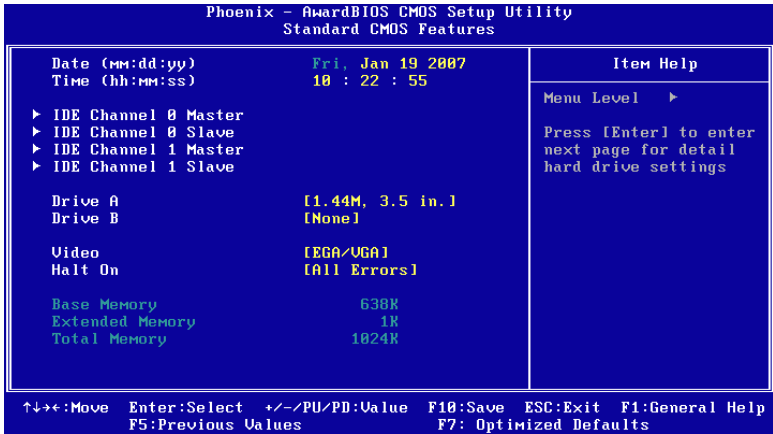 Phoenix - AwardBIOS CMOS Setup Utility
Standard CMOS Features
Date (mm:dd:yy) Fri, Jan 19 2007
Time (hh:mm:ss) 10 : 22 : 55
▶ IDE Channel 0 Master
▶ IDE Channel 0 Slave
▶ IDE Channel 1 Master
▶ IDE Channel 1 Slave
Drive A [1.44M, 3.5 in.]
Drive B [None]
Video [EGA/VGA]
Halt On [All Errors]
Base Memory 638K
Extended Memory 1K
Total Memory 1024K
Item Help
Menu Level ▶
Press [Enter] to enter
next page for detail
hard drive settings
↑↓→←:Move Enter:Select +/-/PU/PD:Value F10:Save ESC:Exit F1:General Help
F5:Previous Values F7: Optimized Defaults